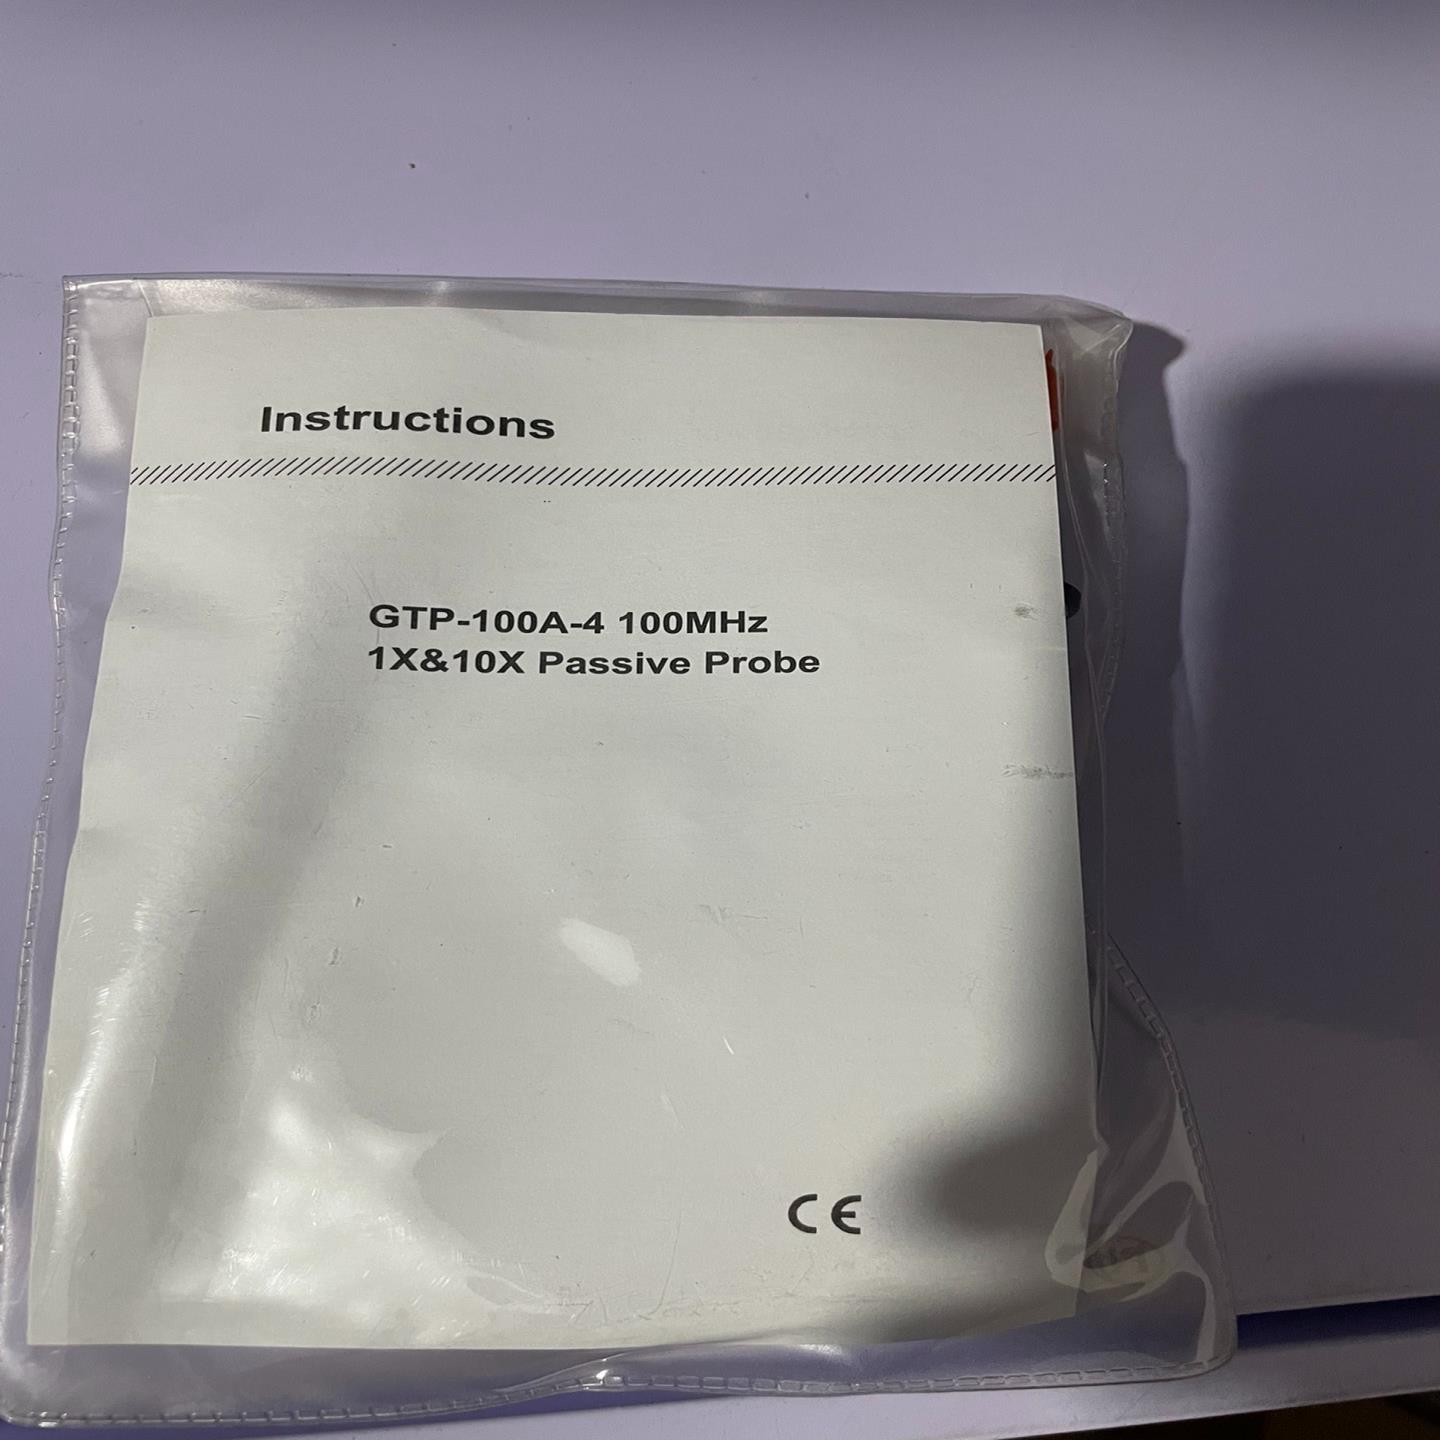 Instructions
GTP-100A-4 100MHz
1X&10X Passive Probe
CE